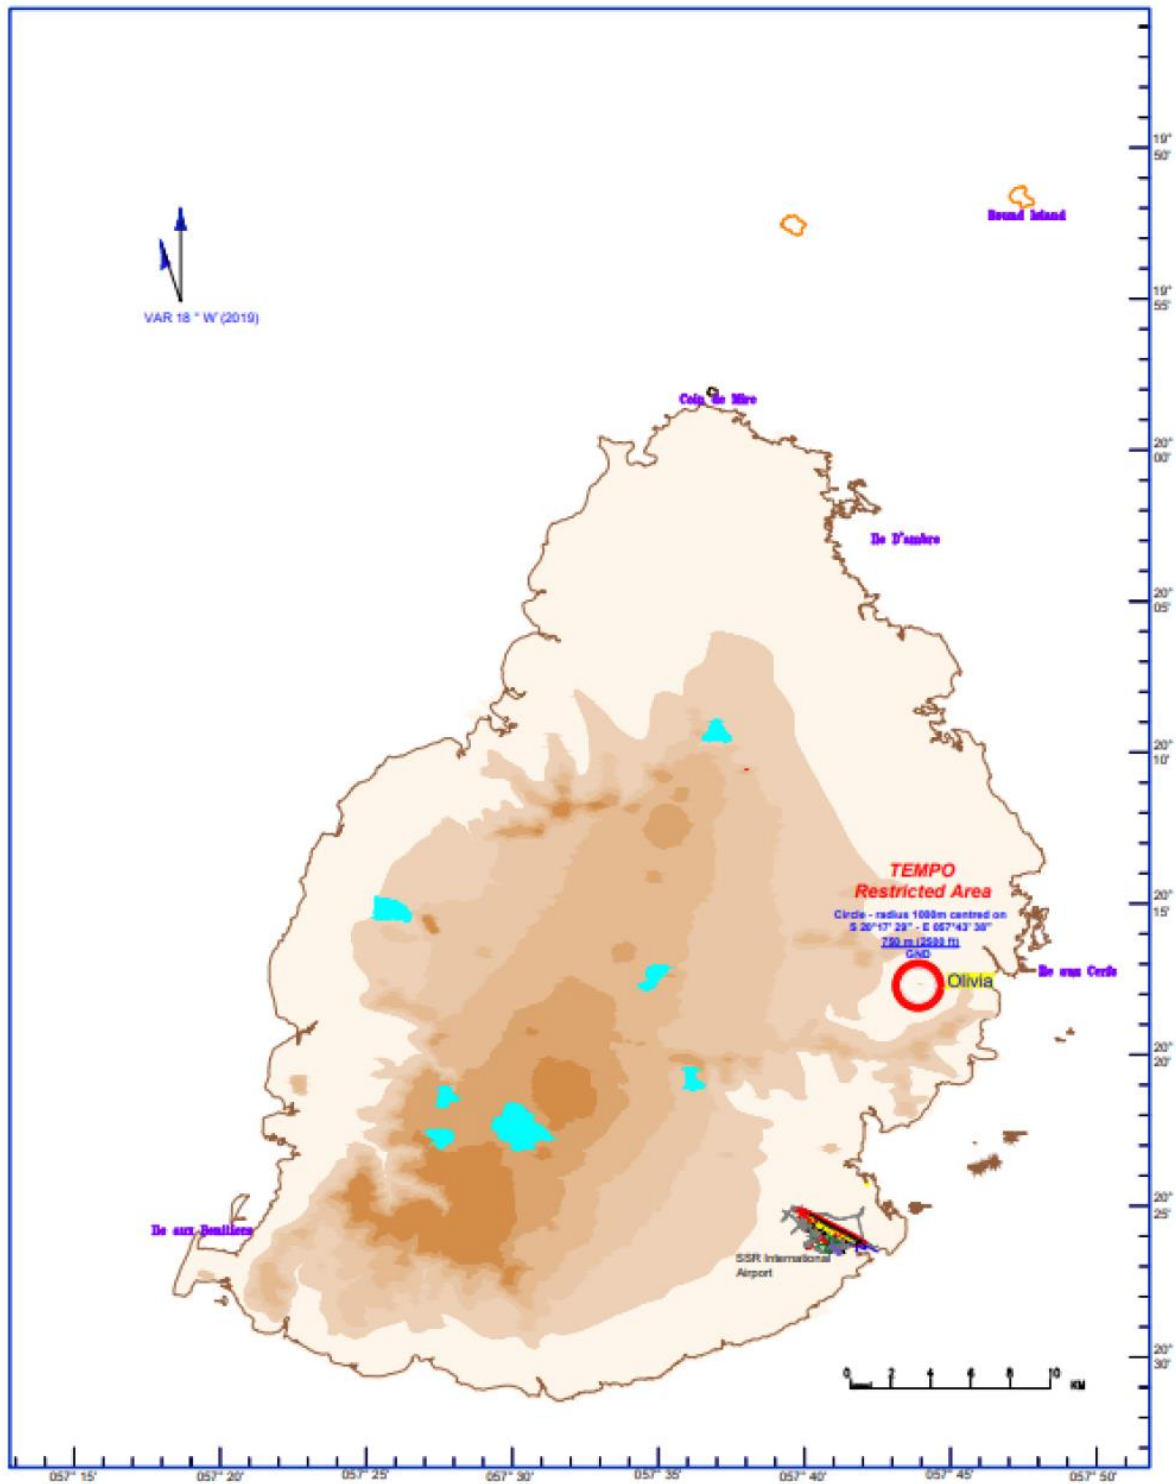 19°
50'
Round Island
VAR 18 ° W (2019)
19°
55'
Coin de Mire
20°
00'
Ile D'ambre
20°
05'
20°
10'
TEMPO
Restricted Area
Circle - radius 1000m centred on
S 20°17' 29" - E 057°43'
750 m (2500 ft)
GND
20°
15'
Ile aux Cerfs
Olivia
20°
20'
20°
25'
Ile aux Benitiers
SSR International
Airport
20°
30'
0 2 4 6 8 10 KM
057° 15' 057° 20' 057° 25' 057° 30' 057° 35' 057° 40' 057° 45' 057° 50'